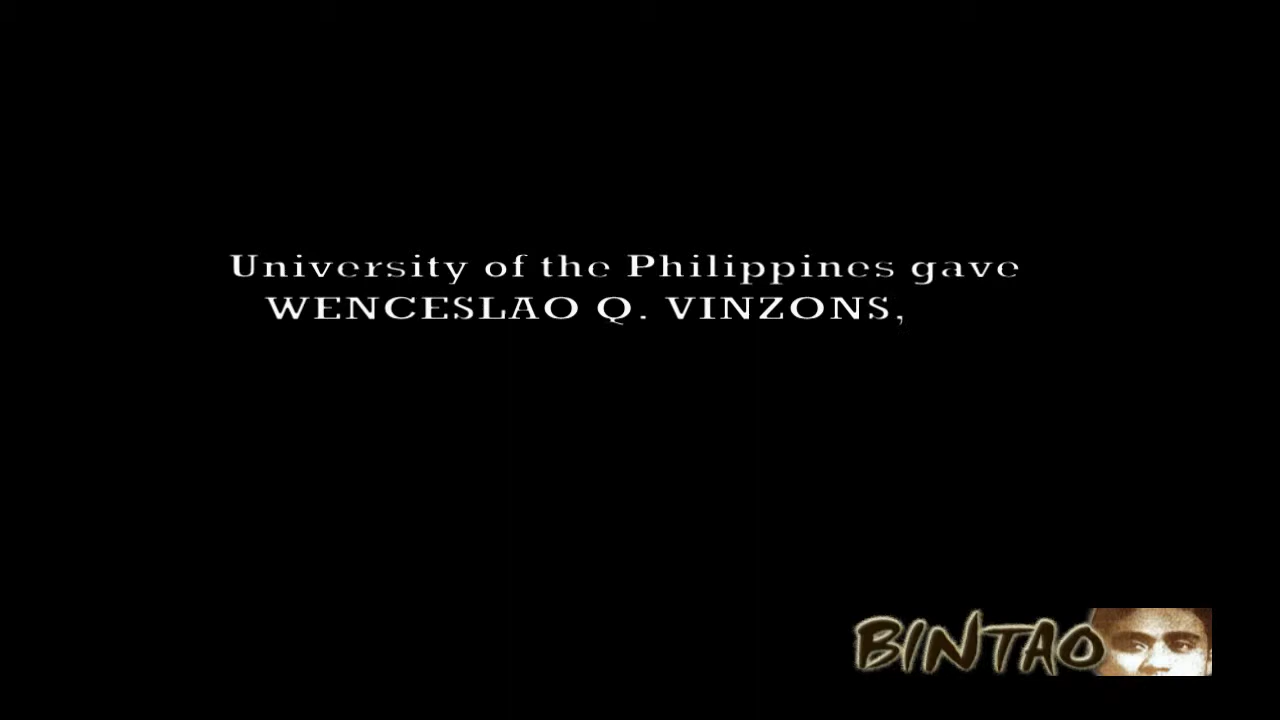 University of the Philippines gave
WENCESLAO Q. VINZONS,
BINTAO